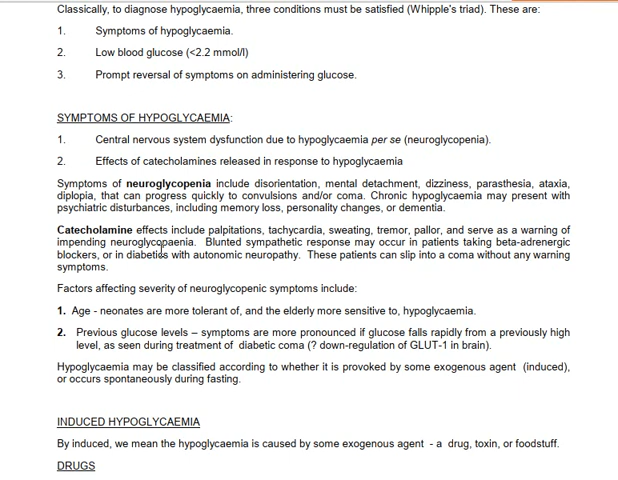 Classically, to diagnose hypoglycaemia, three conditions must be satisfied (Whipple's triad). These are:
1. Symptoms of hypoglycaemia.
2. Low blood glucose (<2.2 mmol/l)
3. Prompt reversal of symptoms on administering glucose.
SYMPTOMS OF HYPOGLYCAEMIA:
1. Central nervous system dysfunction due to hypoglycaemia per se (neuroglycopenia).
2. Effects of catecholamines released in response to hypoglycaemia
Symptoms of neuroglycopenia include disorientation, mental detachment, dizziness, parasthesia, ataxia,
diplopia, that can progress quickly to convulsions and/or coma. Chronic hypoglycaemia may present with
psychiatric disturbances, including memory loss, personality changes, or dementia.
Catecholamine effects include palpitations, tachycardia, sweating, tremor, pallor, and serve as a warning of
impending neuroglycopaenia. Blunted sympathetic response may occur in patients taking beta-adrenergic
blockers, or in diabetics with autonomic neuropathy. These patients can slip into a coma without any warning
symptoms.
Factors affecting severity of neuroglycopenic symptoms include:
1. Age - neonates are more tolerant of, and the elderly more sensitive to, hypoglycaemia.
2. Previous glucose levels – symptoms are more pronounced if glucose falls rapidly from a previously high
level, as seen during treatment of diabetic coma (? down-regulation of GLUT-1 in brain).
Hypoglycaemia may be classified according to whether it is provoked by some exogenous agent (induced),
or occurs spontaneously during fasting.
INDUCED HYPOGLYCAEMIA
By induced, we mean the hypoglycaemia is caused by some exogenous agent - a drug, toxin, or foodstuff.
DRUGS